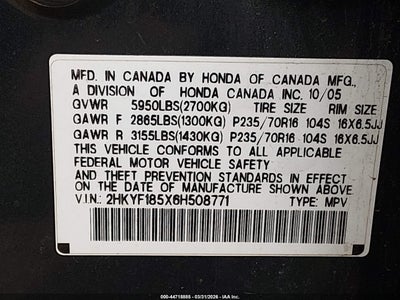 MFD. IN CANADA BY HONDA OF CANADA MFG.,
A DIVISION OF HONDA CANADA INC. 10/05
GVWR 5950LBS(2700KG) TIRE SIZE RIM SIZE
GAWR F 2865LBS(1300KG) P235/70R16 104S 16X6.5JJ
GAWR R 3155LBS(1430KG) P235/70R16 104S 16X6.5JJ
THIS VEHICLE CONFORMS TO ALL APPLICABLE
FEDERAL MOTOR VEHICLE SAFETY
AND THEFT PREVENTION STANDARDS IN EFFECT
ON THE DATE OF MANUFACTURE SHOWN ABOVE
V.I.N.: 2HKYF185X6H508771 TYPE: MPV
000-44718885 - 03/31/2026 - IAA Inc.